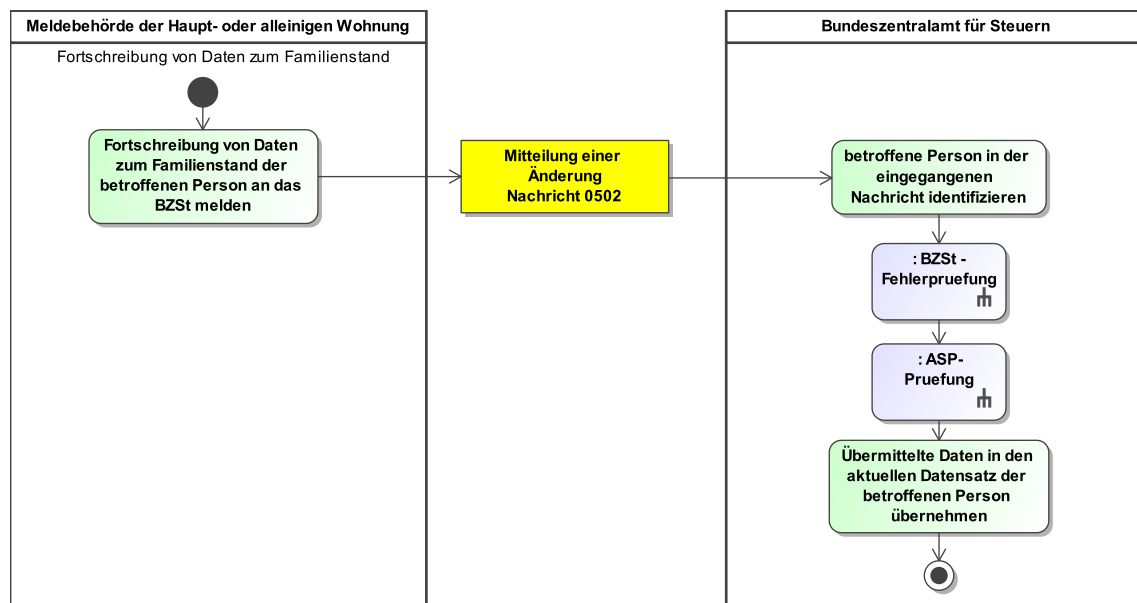 Meldebehörde der Haupt- oder alleinigen Wohnung
Fortschreibung von Daten zum Familienstand
Fortschreibung von Daten
zum Familienstand der
betroffenen Person an das
BZSt melden
Mitteilung einer
Änderung
Nachricht 0502
Bundeszentralamt für Steuern
betroffene Person in der
eingegangenen
Nachricht identifizieren
: BZSt -
Fehlerpruefung
: ASP-
Pruefung
Übermittelte Daten in den
aktuellen Datensatz der
betroffenen Person
übernehmen